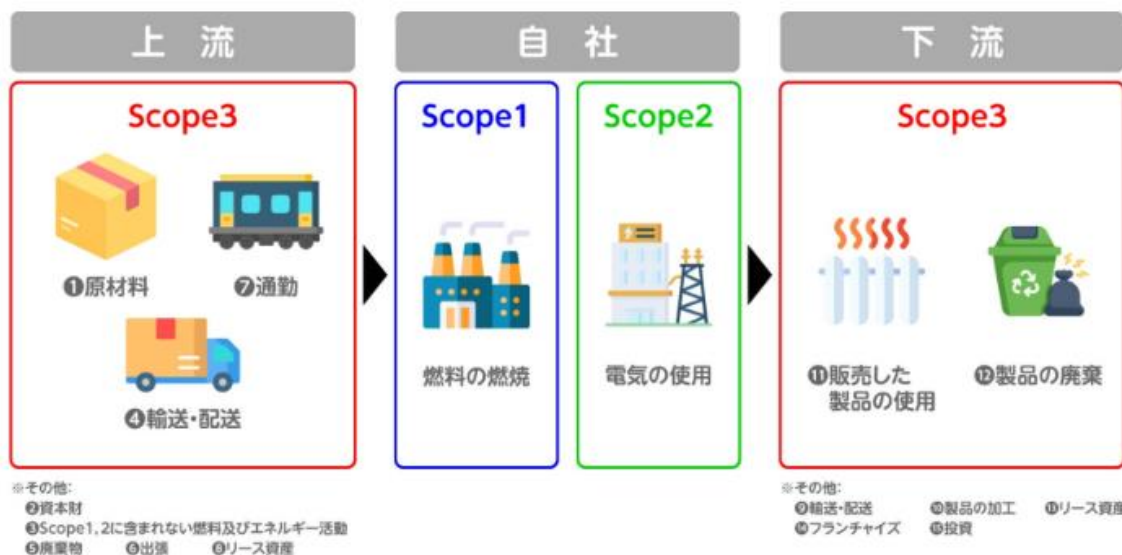 上流
自社
下流
Scope3
Scope1
Scope2
Scope3
❶原材料
❼通勤
❹輸送・配送
燃料の燃焼
電気の使用
⓫販売した
製品の使用
⓬製品の廃棄
※その他:
❷資本財
❸Scope1, 2に含まれない燃料及びエネルギー活動
❺廃棄物 ❻出張 ❽リース資産
※その他:
❾輸送・配送 ❿製品の加工 ⓭リース資産
⓮フランチャイズ ⓯投資